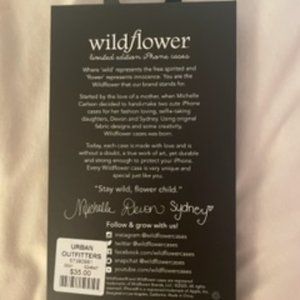 wildflower
limited edition iPhone cases
Where 'wild' represents the free spirited and
'flower' represents innocence. You are the
Wildflower that our brand stands for.
Started by the love of a mother, when Michelle
Carlson decided to handmake two cute iPhone
cases for her fashion loving, selfie-taking
daughters, Devon and Sydney. Using original
fabric designs and some creativity,
Wildflower cases was born.
Today, each case is made with love and is
without a doubt, a true work of art, yet durable
and strong enough to protect your iPhone.
Every Wildflower case is very unique and
special just like you.
"Stay wild, flower child."
Michelle Devon Sydney
Follow & grow with us!
instagram @wildflowercases
twitter @wildflowercases
facebook.com/wildflowercases
snapchat @wildflowercases
youtube.com/wildflowercases
URBAN
OUTFITTERS
$35.00